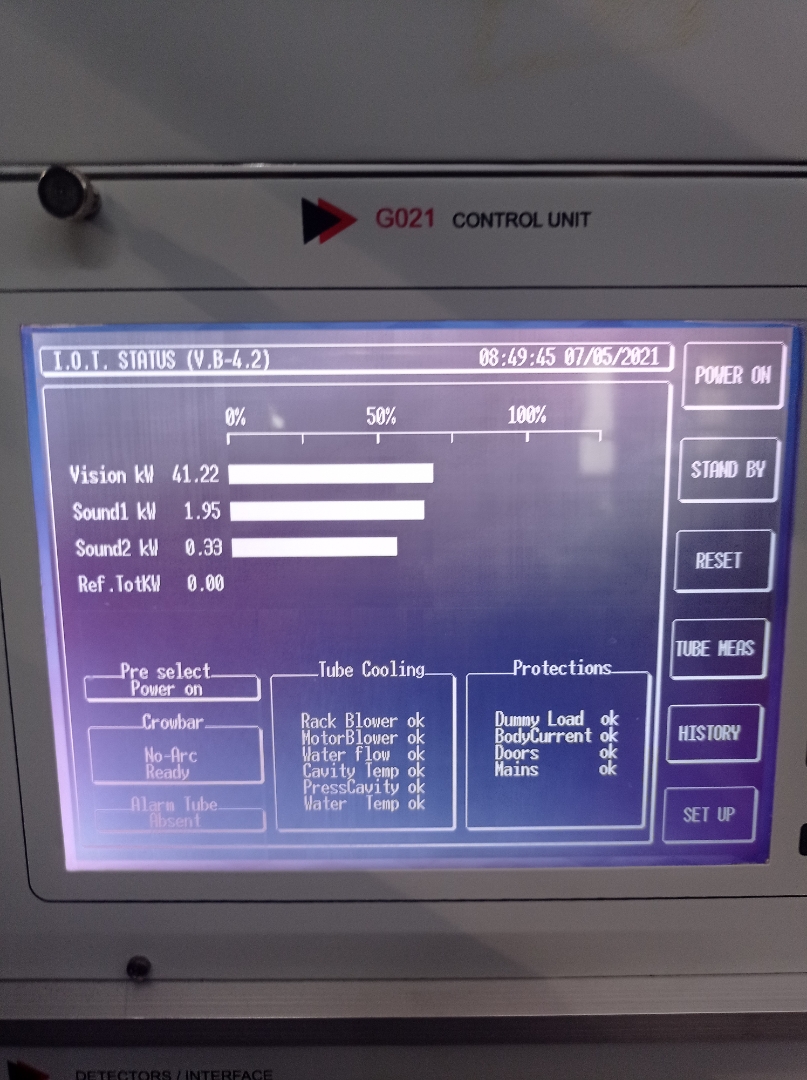 G021 CONTROL UNIT
I.O.T. STATUS (V.B-4.2) 08:49:45 07/05/2021
POWER ON
0% 50% 100%
STAND BY
Vision kW 41.22
Sound1 kW 1.95
Sound2 kW 0.33
RESET
Ref.TotKW 0.00
TUBE MEAS
Pre select
Power on
Tube Cooling
Protections
Crowbar
No-Arc
Ready
Rack Blower ok
MotorBlower ok
Water flow ok
Cavity Temp ok
PressCavity ok
Water Temp ok
Dummy Load ok
BodyCurrent ok
Doors ok
Mains ok
HISTORY
Alarm Tube
Absent
SET UP
DETECTORS / INTERFACE